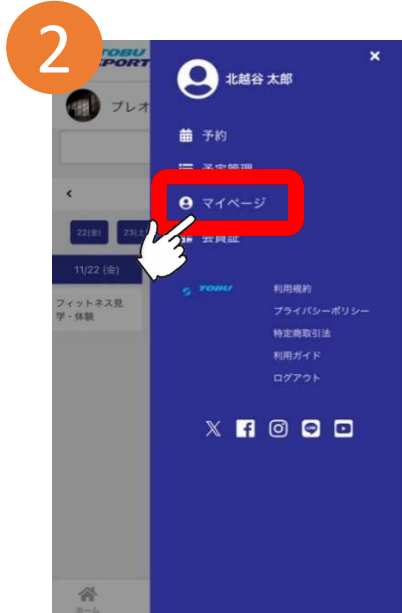 2
TOBU
SPORT
×
北越谷 太郎
プレオ
予約
予定管理
マイページ
22(金) 23(土
会員証
11/22 (金)
フィットネス見
学・体験
TOBU
利用規約
プライバシーポリシー
特定商取引法
利用ガイド
ログアウト
ホーム